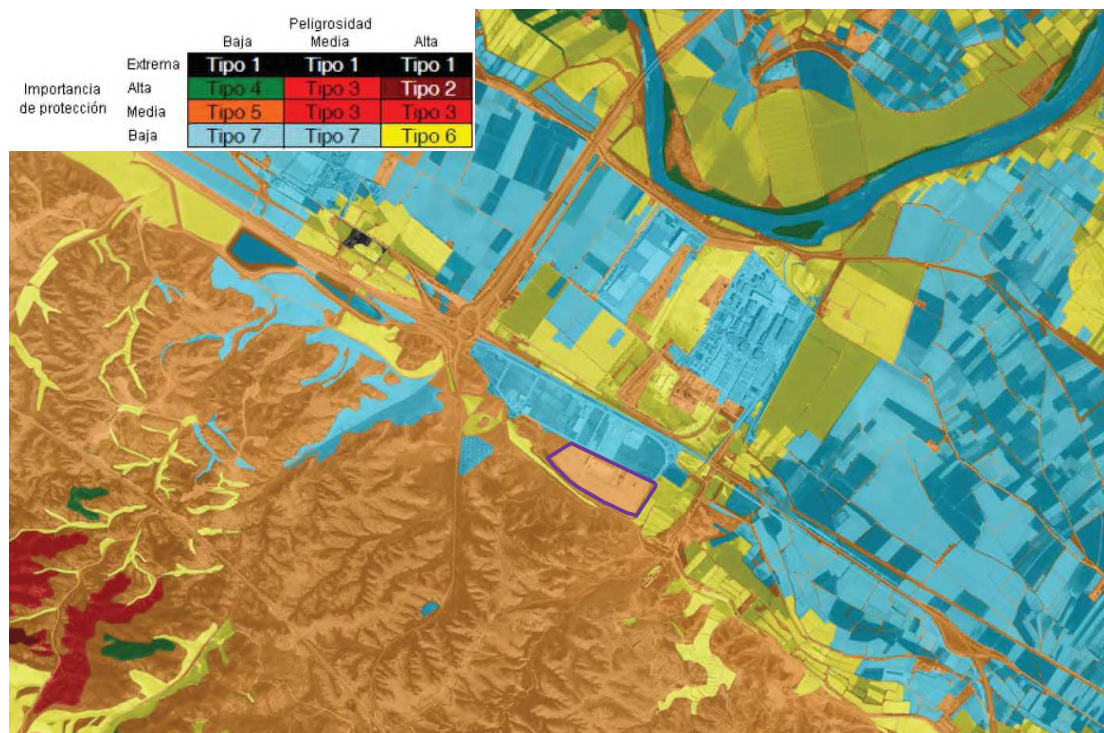 Peligrosidad
Baja Media Alta
Extrema Tipo 1 Tipo 1 Tipo 1
Importancia de protección Alta Tipo 4 Tipo 3 Tipo 2
Media Tipo 5 Tipo 3 Tipo 3
Baja Tipo 7 Tipo 7 Tipo 6